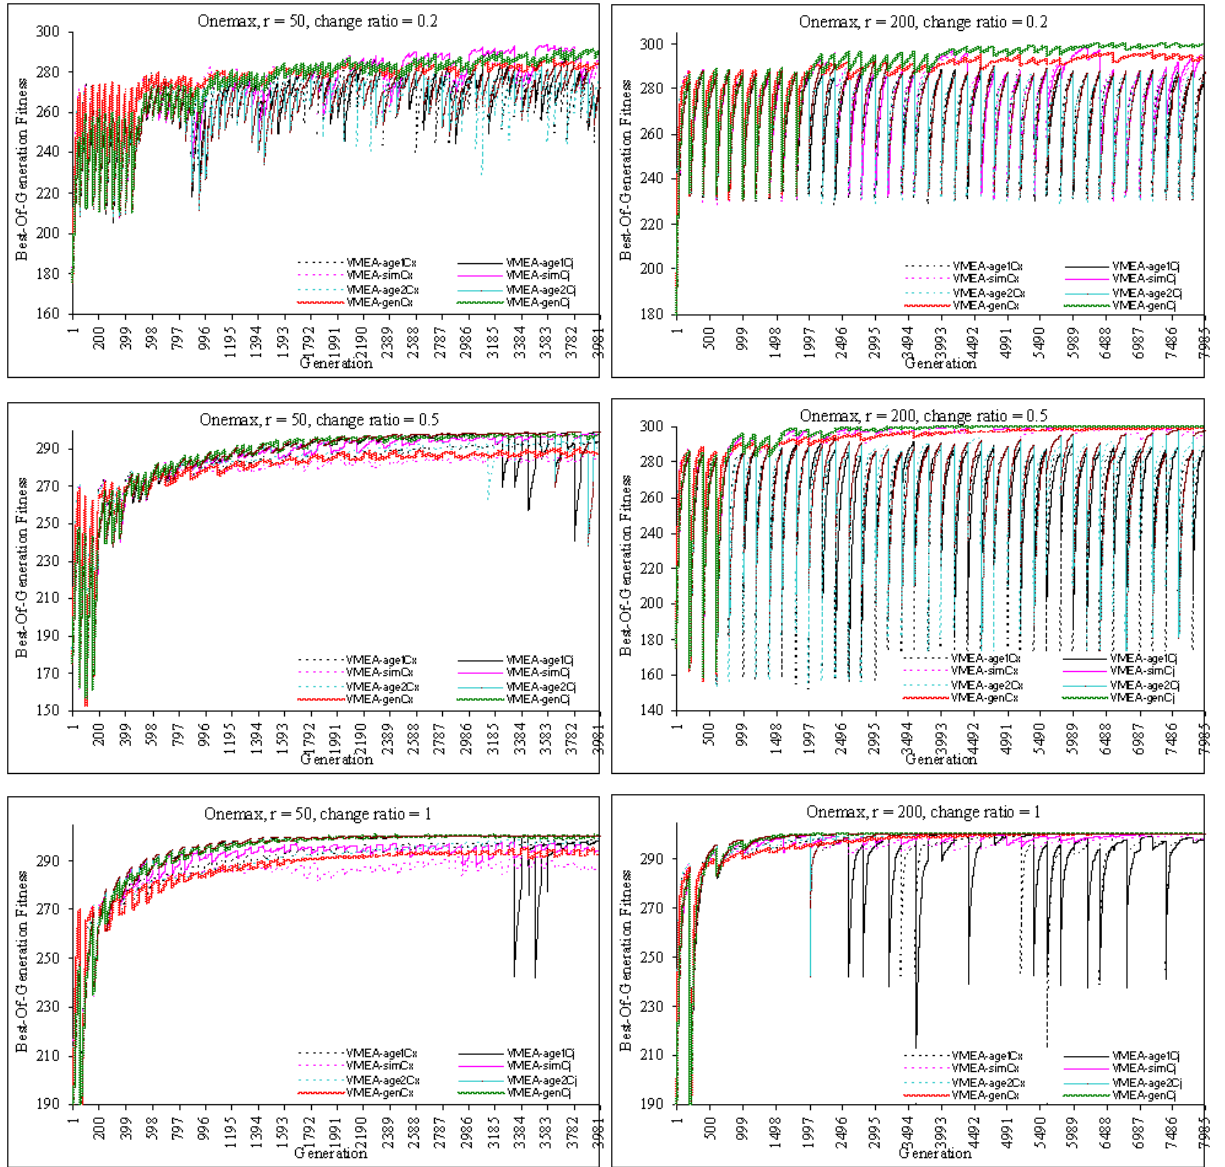 Onemax, r = 50, change ratio = 0.2
Best-Of-Generation Fitness
300
280
260
240
220
200
180
160
VMEA-age1Cx
VMEA-age1Cj
VMEA-simCx
VMEA-simCj
VMEA-age2Cx
VMEA-age2Cj
VMEA-genCx
VMEA-genCj
1 200 399 598 797 996 1195 1394 1593 1792 1991 2190 2389 2588 2787 2986 3185 3384 3583 3782 3981
Generation
Onemax, r = 200, change ratio = 0.2
Best-Of-Generation Fitness
300
280
260
240
220
200
180
VMEA-age1Cx
VMEA-age1Cj
VMEA-simCx
VMEA-simCj
VMEA-age2Cx
VMEA-age2Cj
VMEA-genCx
VMEA-genCj
1 500 999 1498 1997 2496 2995 3494 3993 4492 4991 5490 5989 6488 6987 7486 7985
Generation
Onemax, r = 50, change ratio = 0.5
Best-Of-Generation Fitness
290
270
250
230
210
190
170
150
VMEA-age1Cx
VMEA-age1Cj
VMEA-simCx
VMEA-simCj
VMEA-age2Cx
VMEA-age2Cj
VMEA-genCx
VMEA-genCj
1 200 399 598 797 996 1195 1394 1593 1792 1991 2190 2389 2588 2787 2986 3185 3384 3583 3782 3981
Generation
Onemax, r = 200, change ratio = 0.5
Best-Of-Generation Fitness
300
280
260
240
220
200
180
160
140
VMEA-age1Cx
VMEA-age1Cj
VMEA-simCx
VMEA-simCj
VMEA-age2Cx
VMEA-age2Cj
VMEA-genCx
VMEA-genCj
1 500 999 1498 1997 2496 2995 3494 3993 4492 4991 5490 5989 6488 6987 7486 7985
Generation
Onemax, r = 50, change ratio = 1
Best-Of-Generation Fitness
290
270
250
230
210
190
VMEA-age1Cx
VMEA-age1Cj
VMEA-simCx
VMEA-simCj
VMEA-age2Cx
VMEA-age2Cj
VMEA-genCx
VMEA-genCj
1 200 399 598 797 996 1195 1394 1593 1792 1991 2190 2389 2588 2787 2986 3185 3384 3583 3782 3981
Generation
Onemax, r = 200, change ratio = 1
Best-Of-Generation Fitness
290
270
250
230
210
190
VMEA-age1Cx
VMEA-age1Cj
VMEA-simCx
VMEA-simCj
VMEA-age2Cx
VMEA-age2Cj
VMEA-genCx
VMEA-genCj
1 500 999 1498 1997 2496 2995 3494 3993 4492 4991 5490 5989 6488 6987 7486 7985
Generation